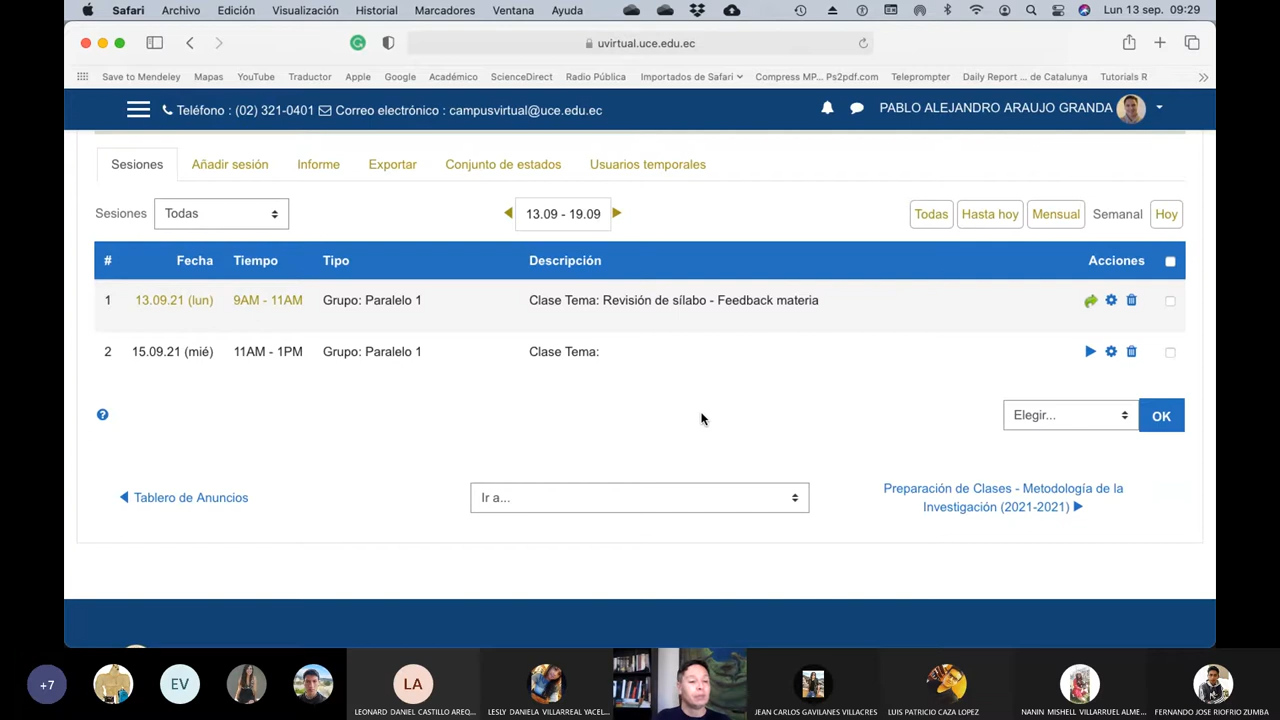 Safari Archivo Edición Visualización Historial Marcadores Ventana Ayuda Lun 13 sep. 09:29
uvirtual.uce.edu.ec
Save to Mendeley Mapas YouTube Traductor Apple Google Académico ScienceDirect Radio Pública Importados de Safari Compress MP... Ps2pdf.com Teleprompter Daily Report ... de Catalunya Tutorials R
Teléfono : (02) 321-0401 Correo electrónico : campusvirtual@uce.edu.ec PABLO ALEJANDRO ARAUJO GRANDA
Sesiones Añadir sesión Informe Exportar Conjunto de estados Usuarios temporales
Sesiones Todas 13.09 - 19.09 Todas Hasta hoy Mensual Semanal Hoy
# Fecha Tiempo Tipo Descripción Acciones
1 13.09.21 (lun) 9AM - 11AM Grupo: Paralelo 1 Clase Tema: Revisión de sílabo - Feedback materia
2 15.09.21 (mié) 11AM - 1PM Grupo: Paralelo 1 Clase Tema:
? Elegir... OK
Tablero de Anuncios Ir a... Preparación de Clases - Metodología de la
Investigación (2021-2021)
+7 EV LA
LEONARD DANIEL CASTILLO AREQ... LESLY DANIELA VILLARREAL YACEL... JEAN CARLOS GAVILANES VILLACRES LUIS PATRICIO CAZA LOPEZ NANIN MISHELL VILLARRUEL ALME... FERNANDO JOSE RIOFRIO ZUMBA